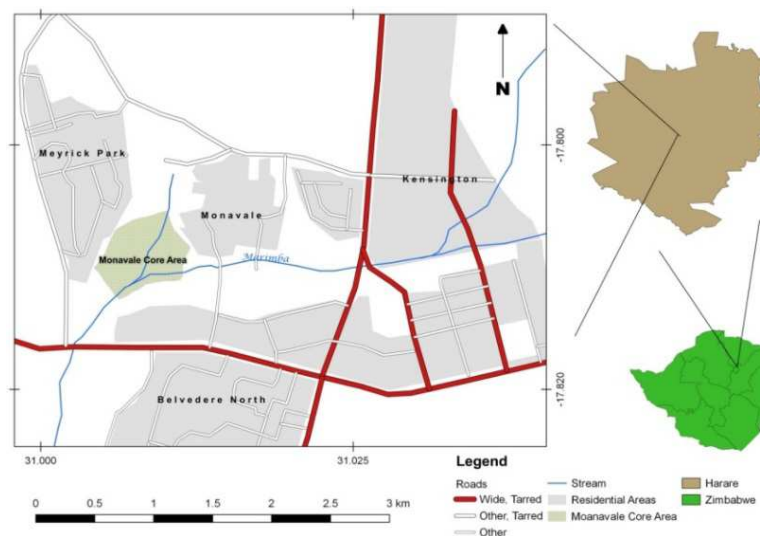 N
Meyrick Park
Kensington
Monavale
Monavale Core Area
Marimba
Belvedere North
-17.800
-17.820
31.000
31.025
Legend
Roads
Wide, Tarred
Other, Tarred
Other
Stream
Residential Areas
Moanavale Core Area
Harare
Zimbabwe
0 0.5 1 1.5 2 2.5 3 km